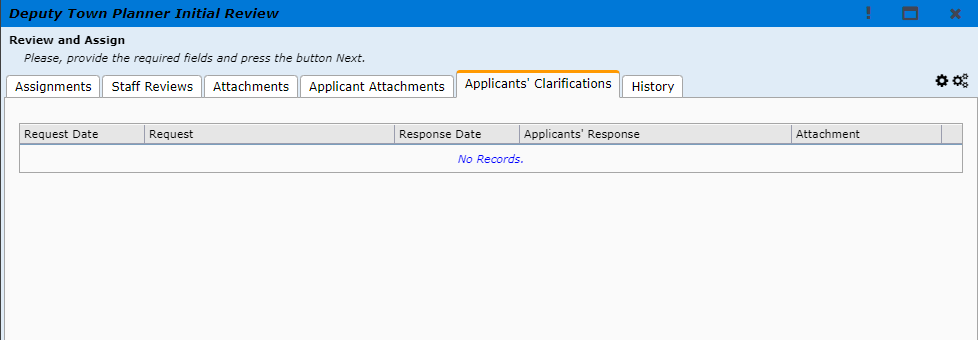 Deputy Town Planner Initial Review
Review and Assign
Please, provide the required fields and press the button Next.
Assignments Staff Reviews Attachments Applicant Attachments Applicants' Clarifications History
Request Date Request Response Date Applicants' Response Attachment
No Records.